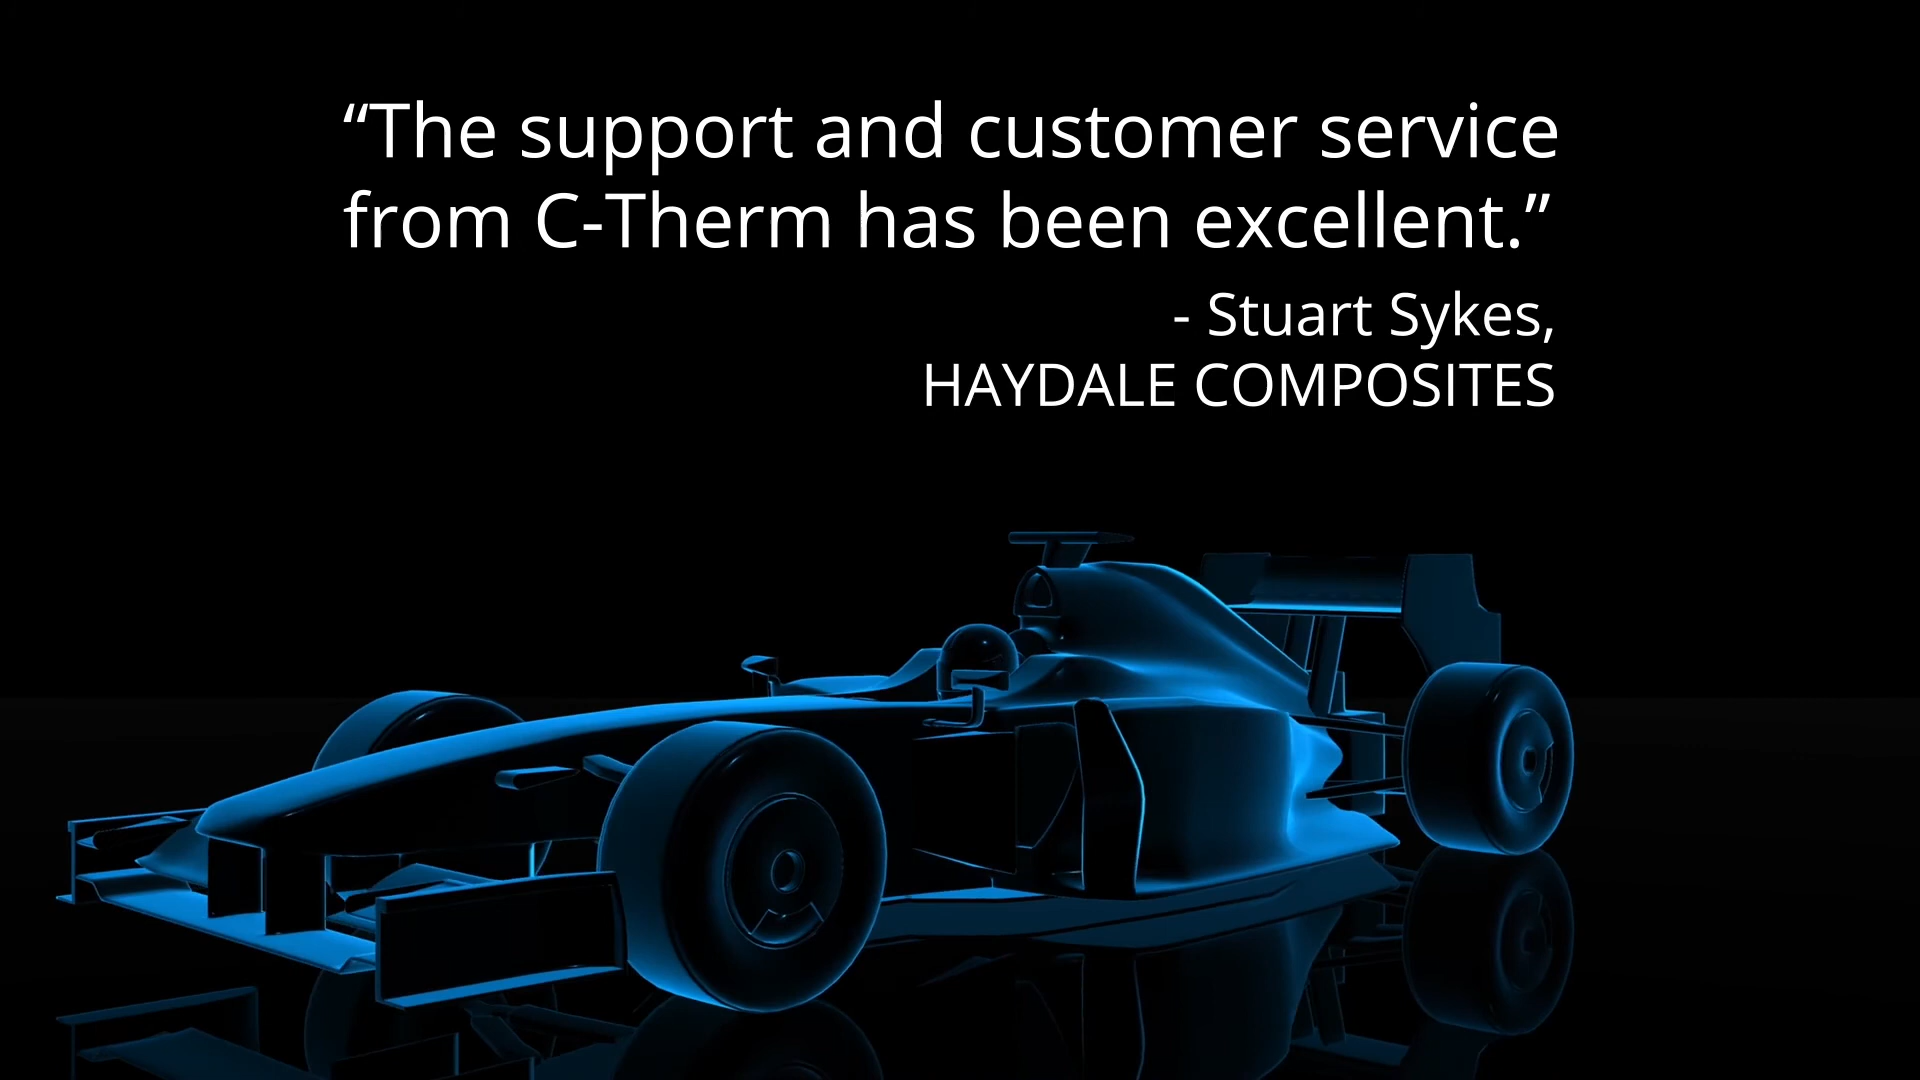 “The support and customer service
from C-Therm has been excellent.”
- Stuart Sykes,
HAYDALE COMPOSITES